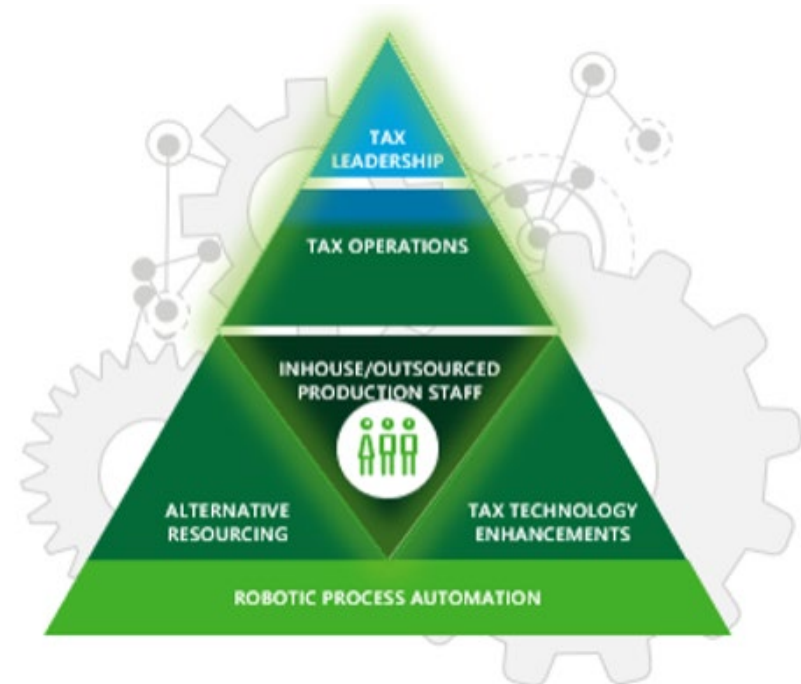 TAX
LEADERSHIP
TAX OPERATIONS
INHOUSE/OUTSOURCED
PRODUCTION STAFF
ALTERNATIVE
RESOURCING
TAX TECHNOLOGY
ENHANCEMENTS
ROBOTIC PROCESS AUTOMATION